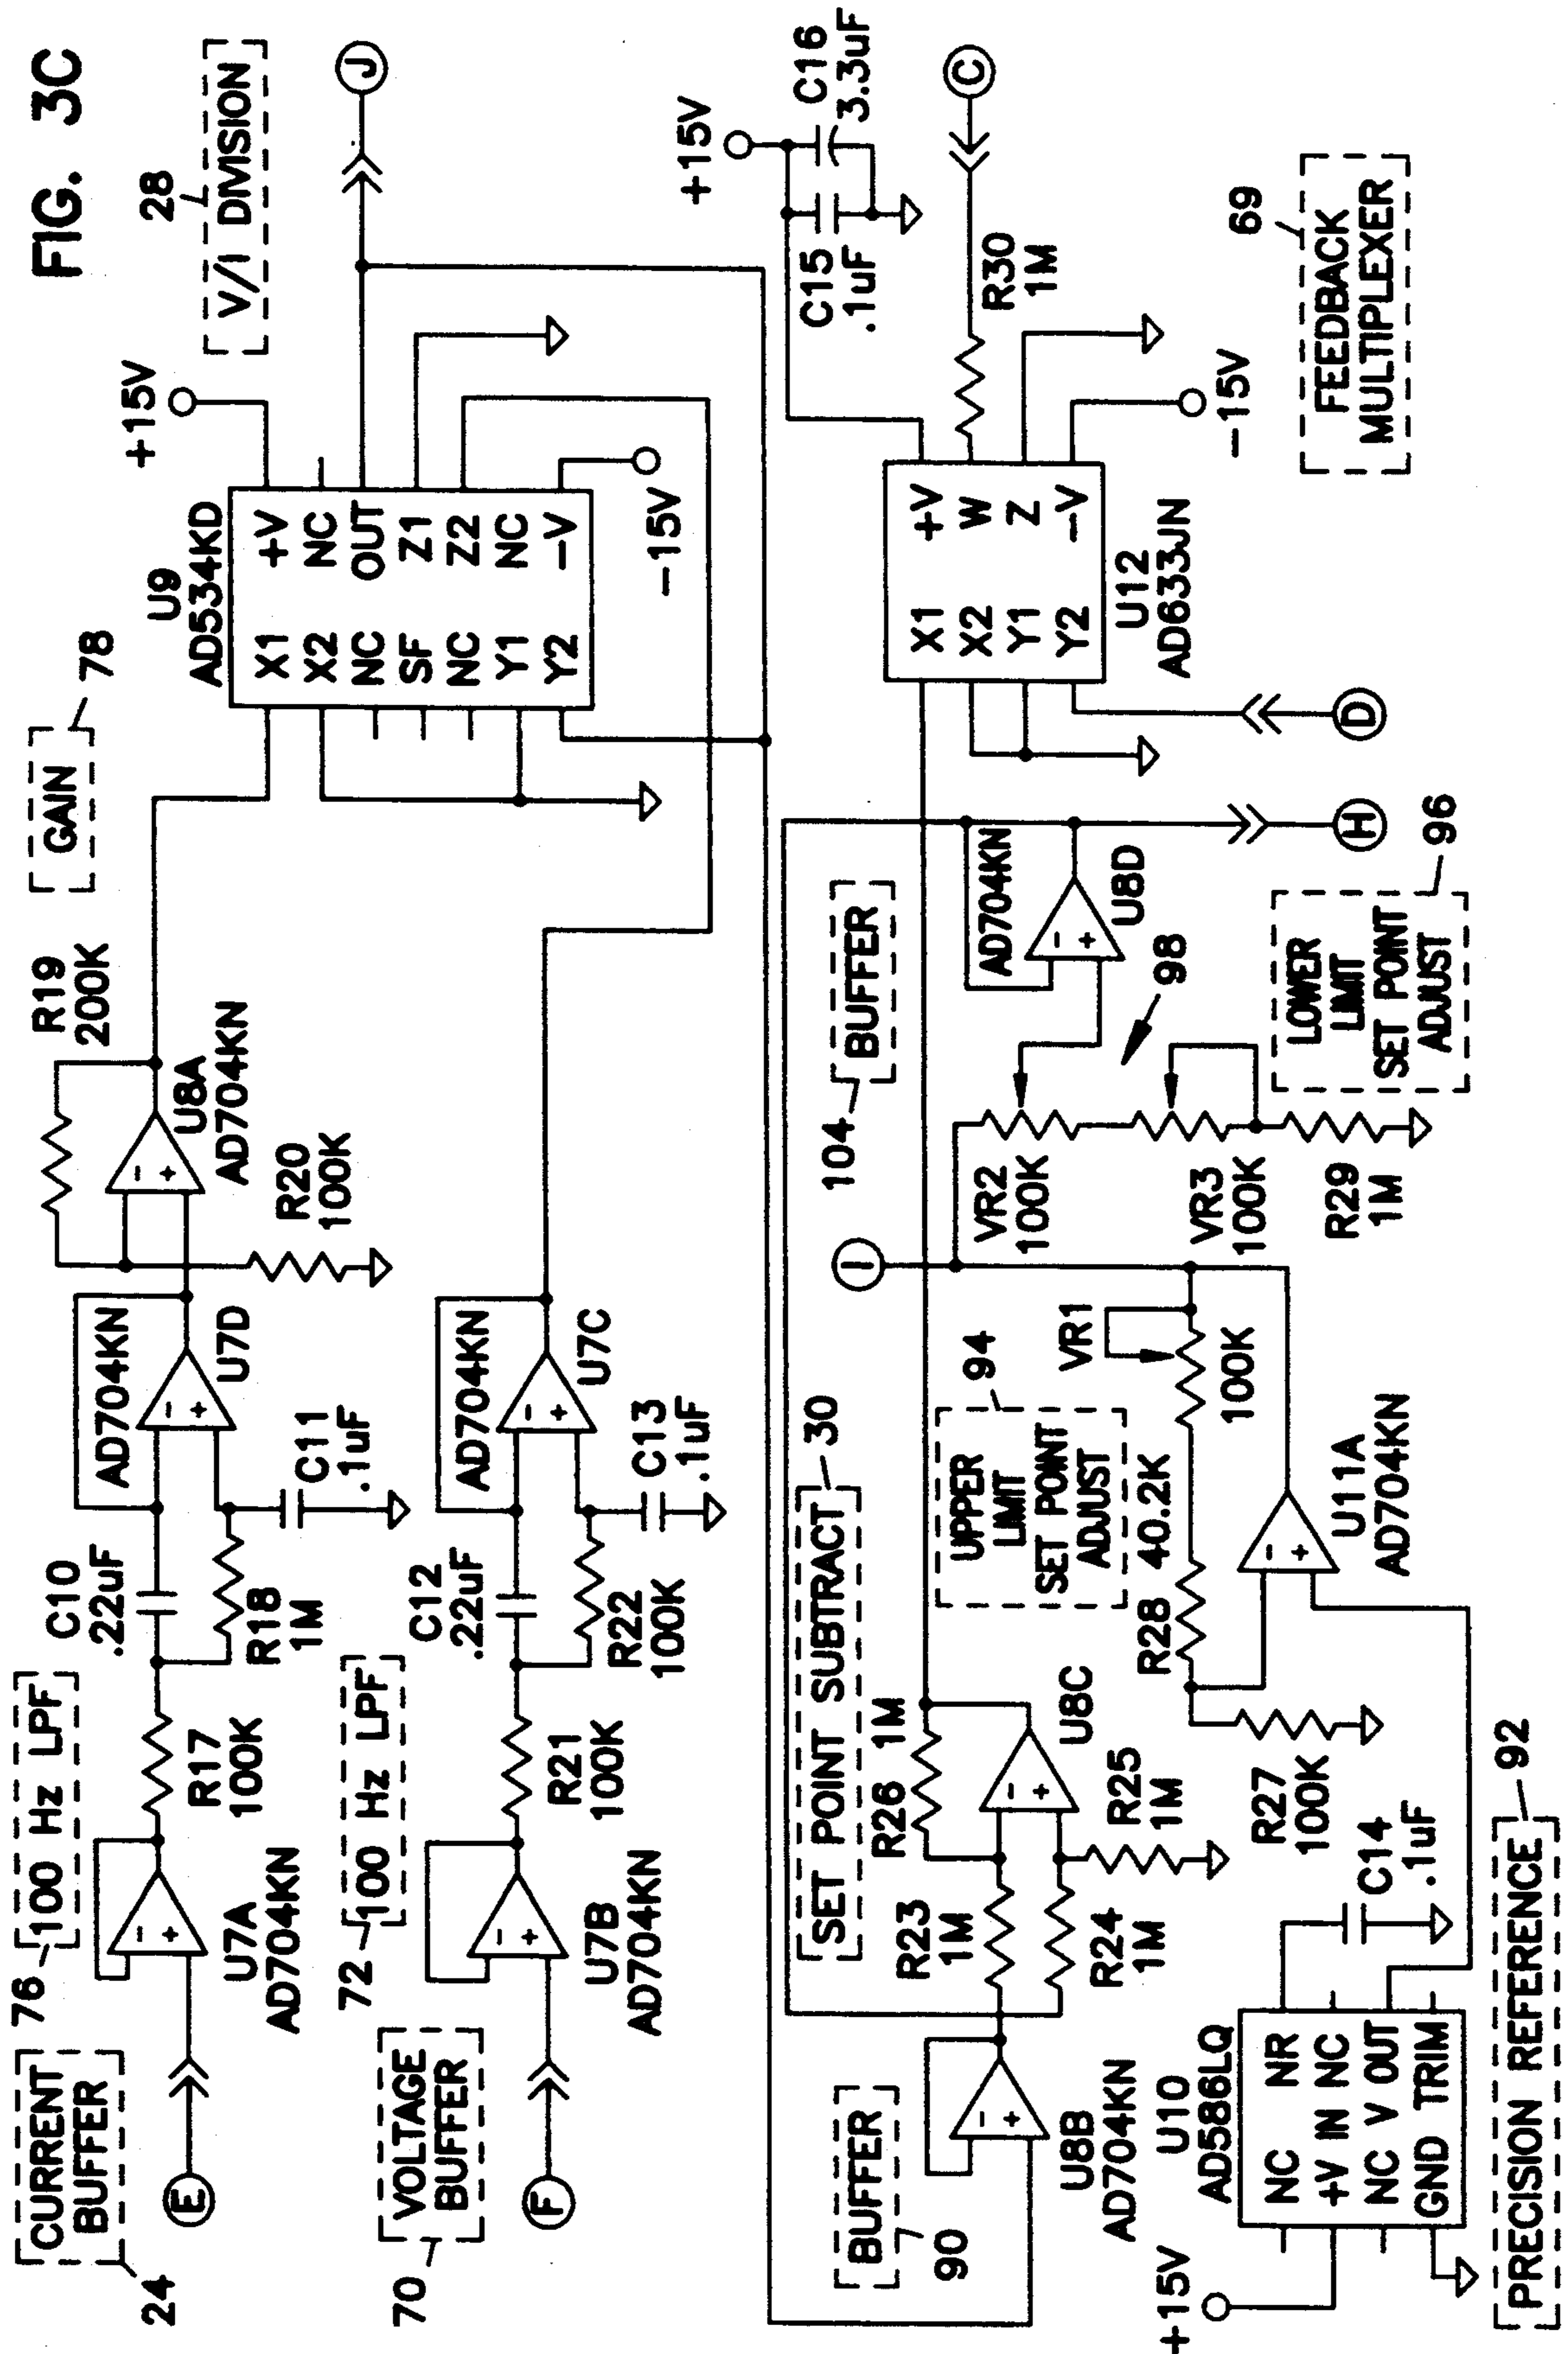 FIG. 3C
CURRENT
BUFFER
24
E
U7A
AD704KN
76
100 Hz LPF
R17
100K
C10
.22uF
R18
1M
C11
.1uF
AD704KN
U7D
R20
100K
U8A
AD704KN
R19
200K
GAIN
78
U9
AD534KD
X1 +V
X2 NC
NC OUT
SF Z1
NC Z2
Y1 NC
Y2 -V
+15V
-15V
28
V/I DIVISION
J
VOLTAGE
BUFFER
70
F
U7B
AD704KN
72
100 Hz LPF
R21
100K
C12
.22uF
R22
100K
C13
.1uF
AD704KN
U7C
BUFFER
90
U8B
AD704KN
SET POINT SUBTRACT
30
R23
1M
R24
1M
R26 1M
R25
1M
U8C
104
BUFFER
AD704KN
U8D
H
X1 +V
X2 W
Y1 Z
Y2 -V
U12
AD633JN
D
+15V
C15
.1uF
C16
3.3uF
R30
1M
C
-15V
69
FEEDBACK
MULTIPLEXER
+15V
U10
AD586LQ
NC NR
+V IN NC
NC V OUT
GND TRIM
C14
.1uF
PRECISION REFERENCE
92
R27
100K
R28 40.2K
UPPER
LIMIT
SET POINT
ADJUST
94
VR1
100K
U11A
AD704KN
I
VR2
100K
VR3
100K
R29
1M
98
LOWER
LIMIT
SET POINT
ADJUST
96